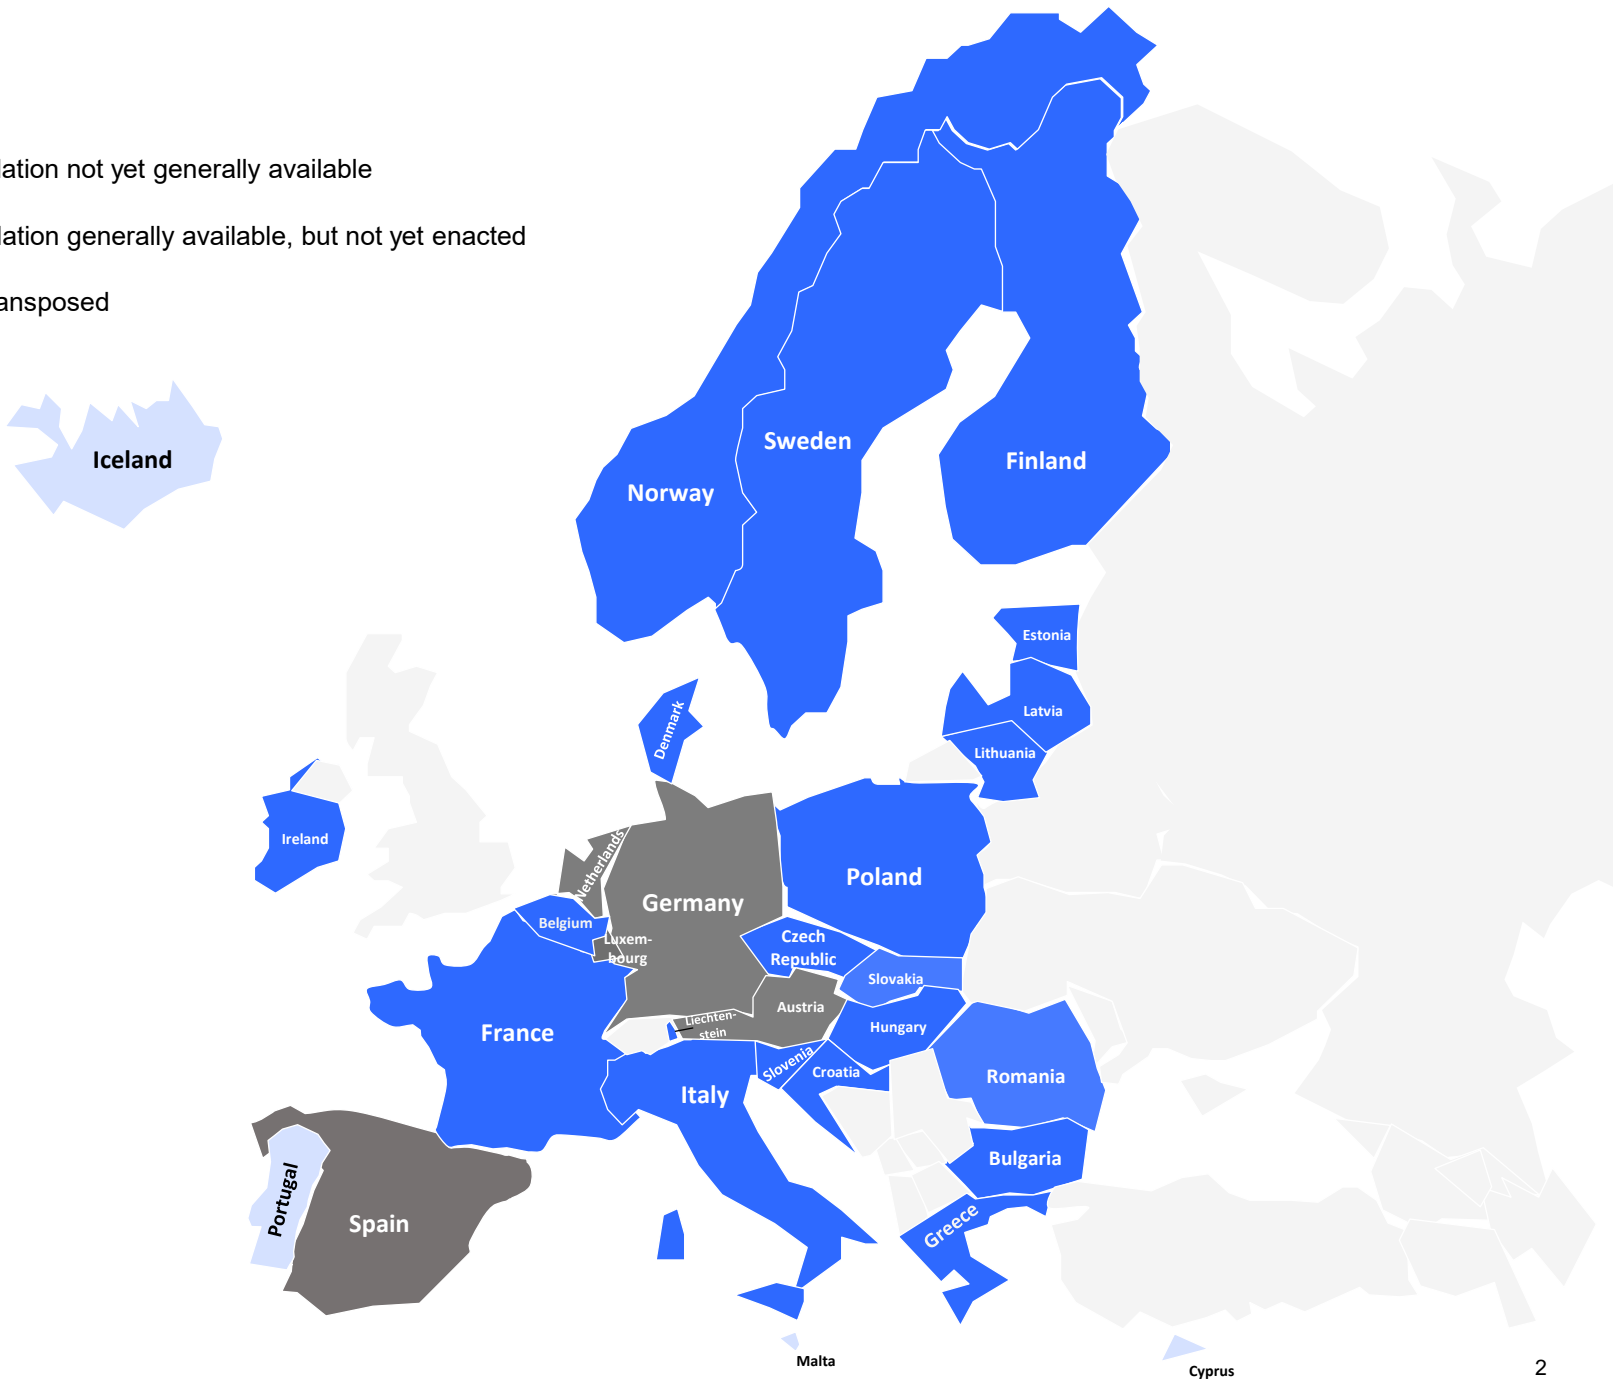 lation not yet generally available
lation generally available, but not yet enacted
ansposed
Iceland
Sweden
Finland
Norway
Estonia
Denmark
Latvia
Lithuania
Ireland
Netherlands
Poland
Germany
Belgium
Czech
Republic
Luxem-
bourg
Slovakia
Austria
Liechten-
stein
Hungary
France
Slovenia
Croatia
Romania
Italy
Bulgaria
Portugal
Spain
Greece
Malta
Cyprus
2